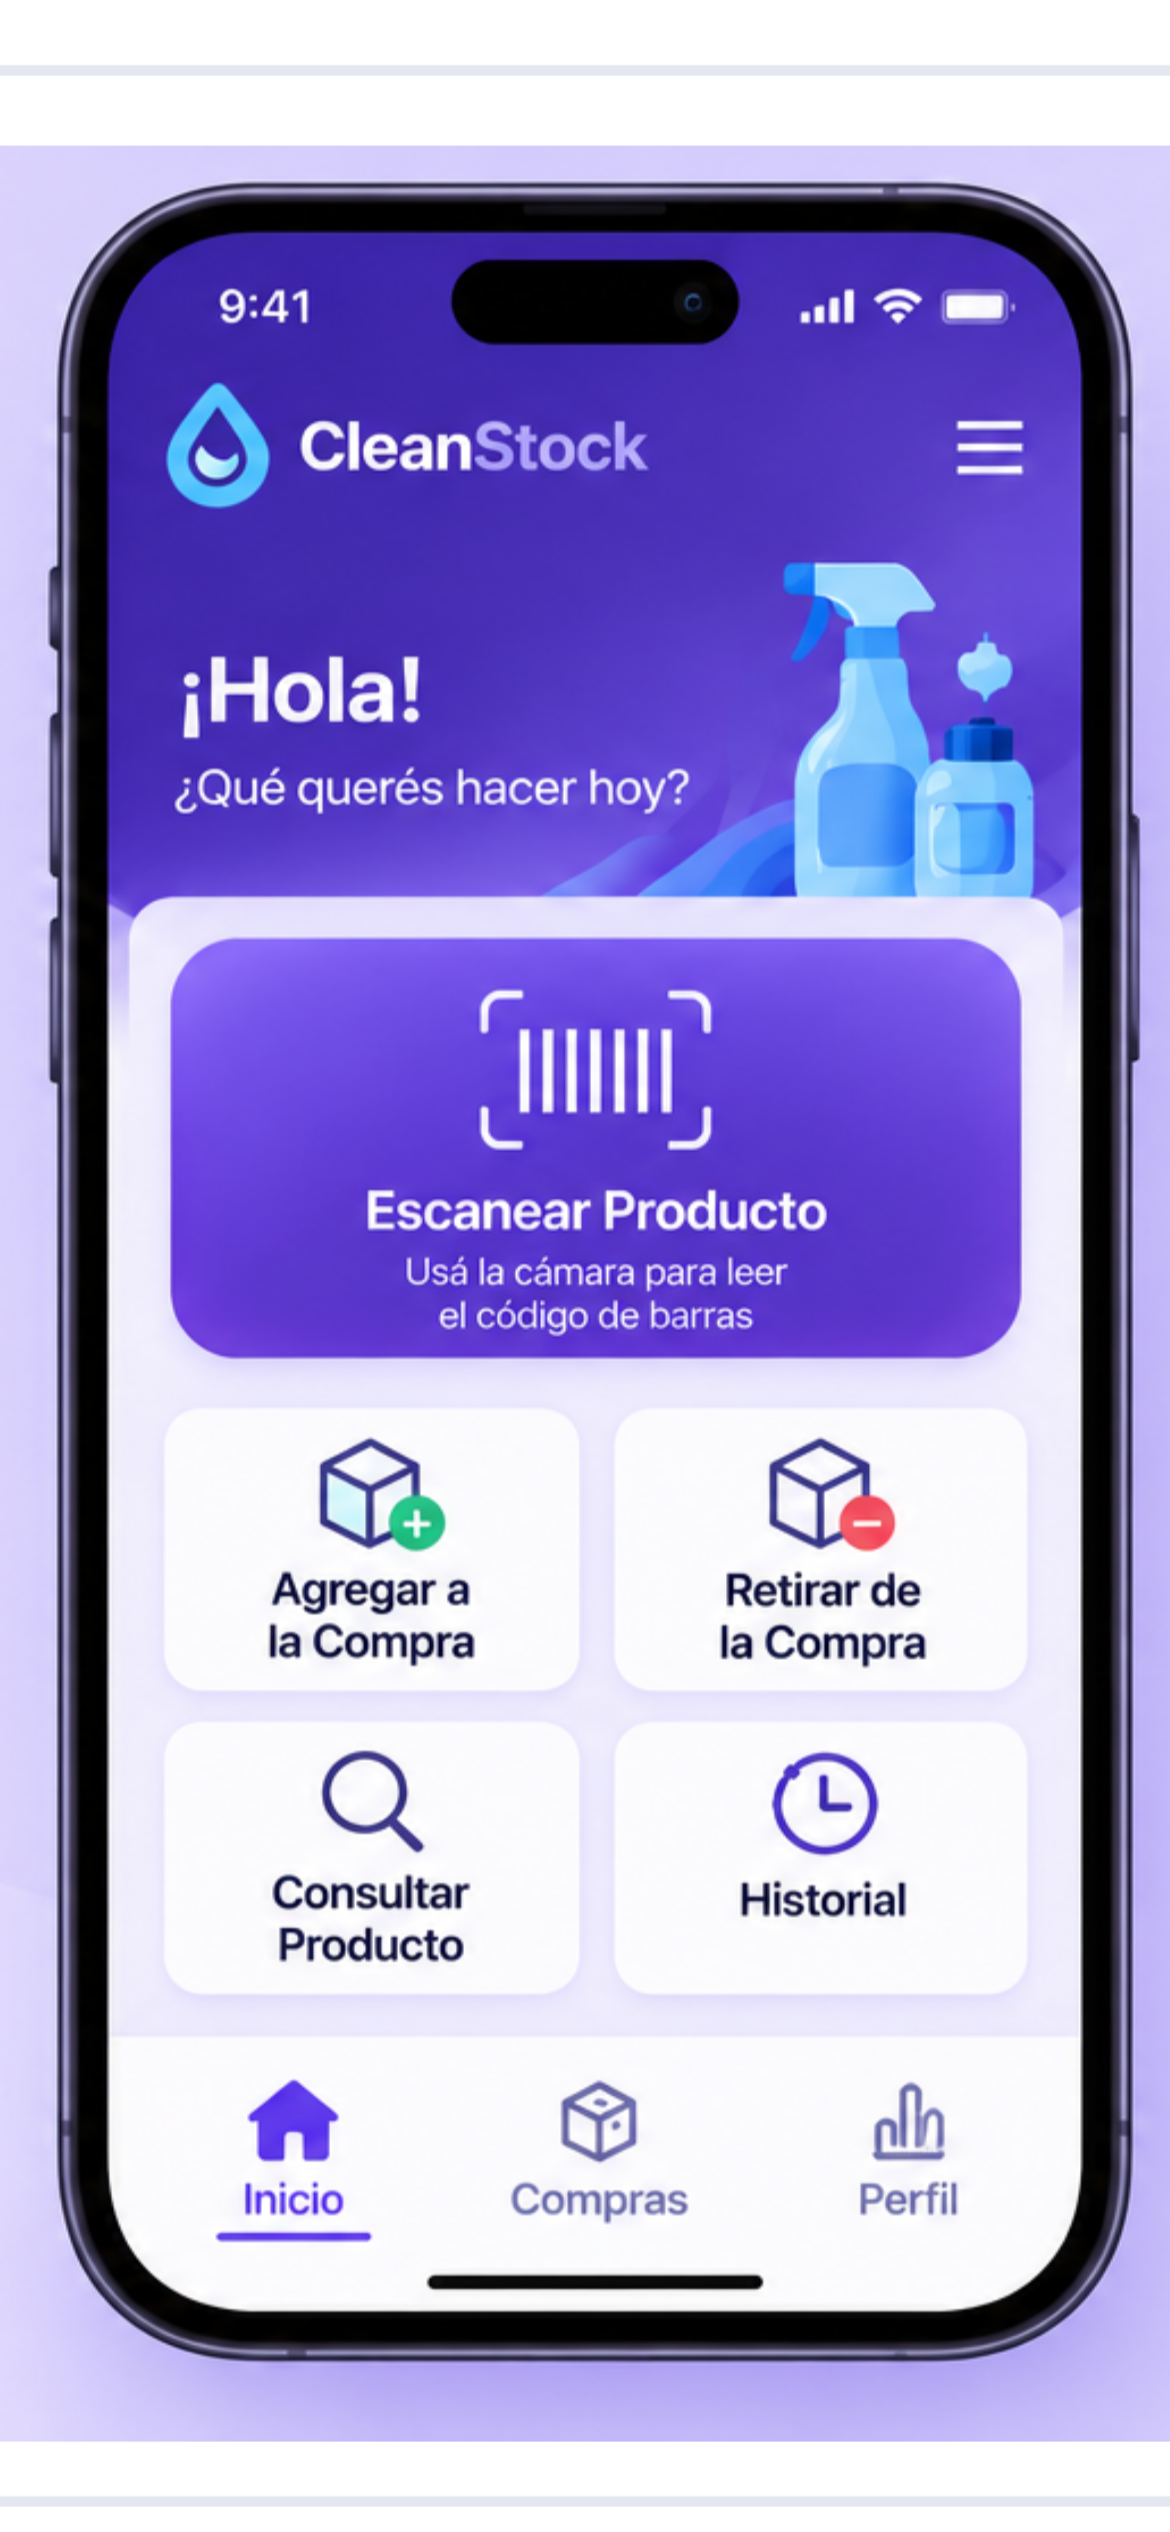 9:41
CleanStock
¡Hola!
¿Qué querés hacer hoy?
Escanear Producto
Usá la cámara para leer
el código de barras
Agregar a
la Compra
Retirar de
la Compra
Consultar
Producto
Historial
Inicio
Compras
Perfil